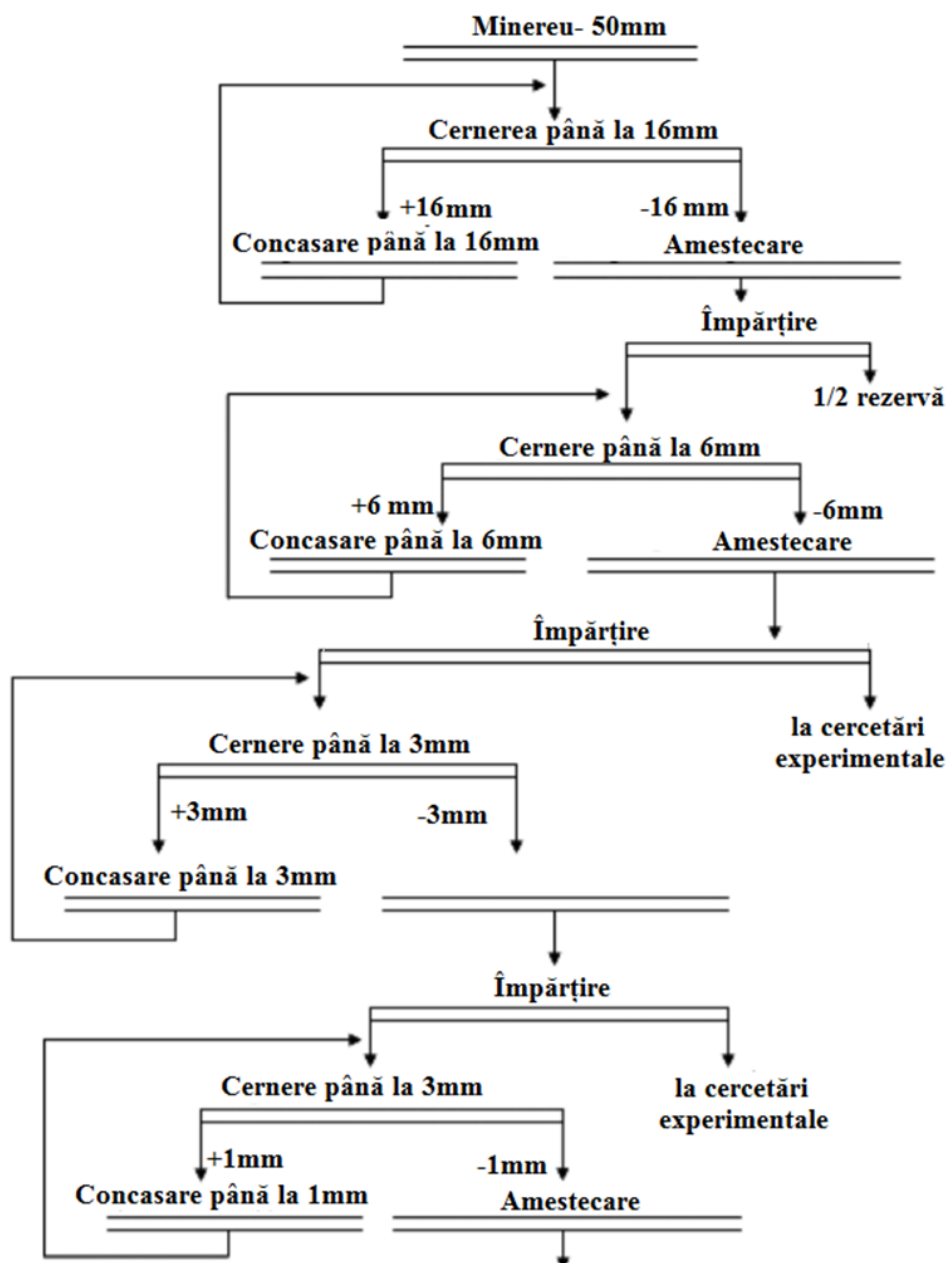 Minereu- 50mm
Cernerea până la 16mm
+16mm
-16 mm
Concasare până la 16mm
Amestecare
Împărțire
1/2 rezervă
Cernere până la 6mm
+6 mm
-6mm
Concasare până la 6mm
Amestecare
Împărțire
la cercetări
experimentale
Cernere până la 3mm
+3mm
-3mm
Concasare până la 3mm
Împărțire
Cernere până la 3mm
la cercetări
experimentale
+1mm
-1mm
Concasare până la 1mm
Amestecare